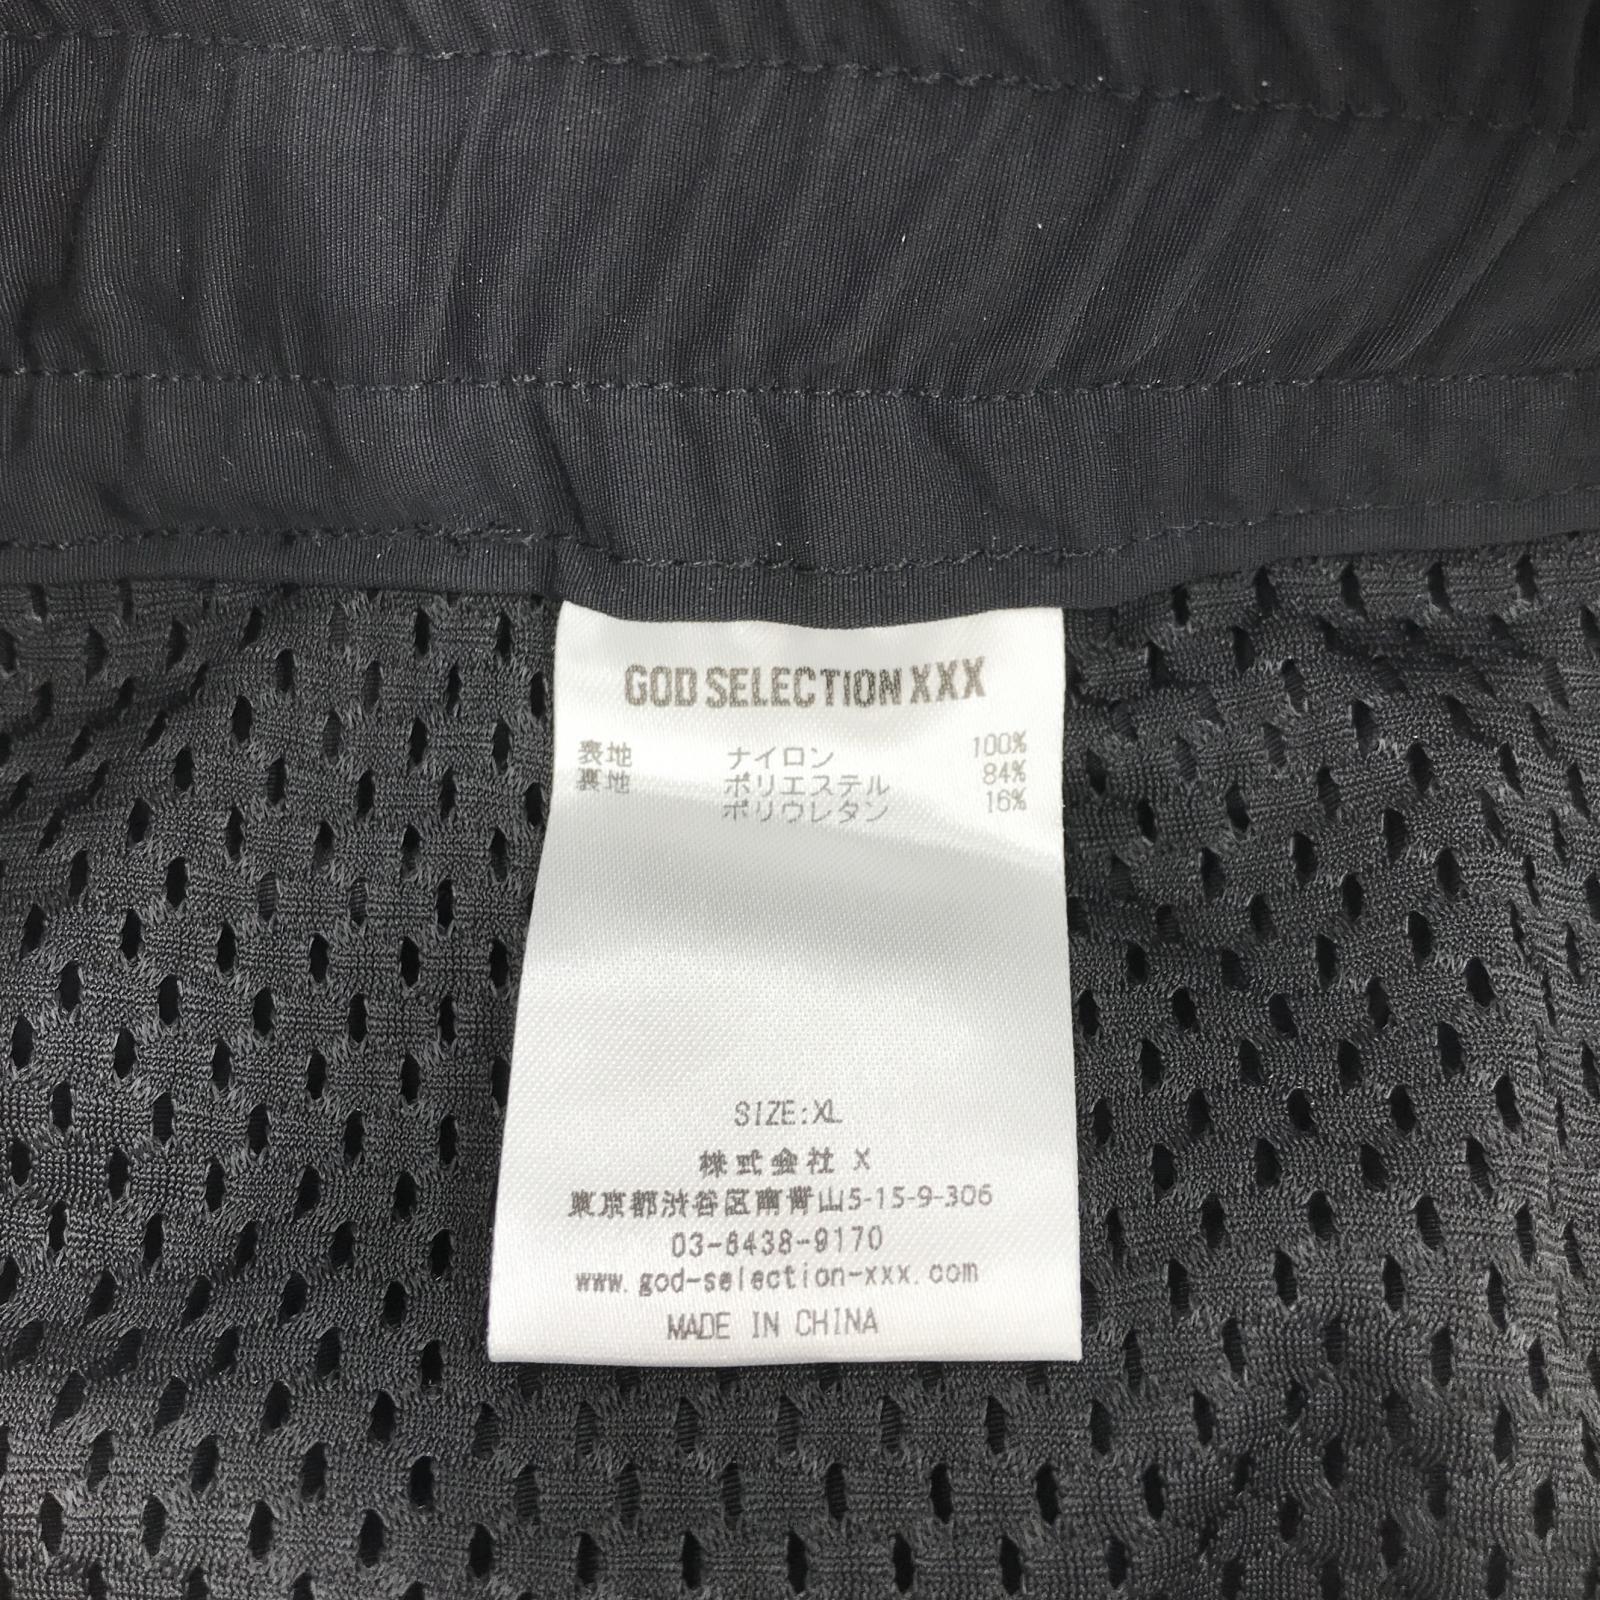 GOD SELECTION XXX
表地 ナイロン 100%
裏地 ポリエステル 84%
ポリウレタン 16%
SIZE:XL
株式会社 X
東京都渋谷区南青山5-15-9-306
03-6438-9170
www.god-selection-xxx.com
MADE IN CHINA